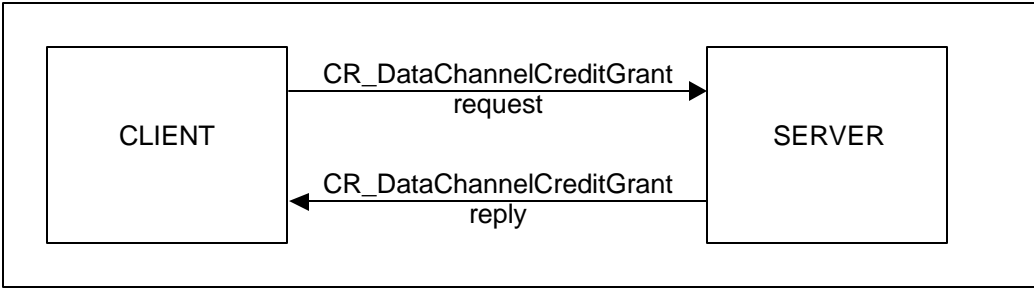 CR_DataChannelCreditGrant
request
CLIENT
SERVER
CR_DataChannelCreditGrant
reply